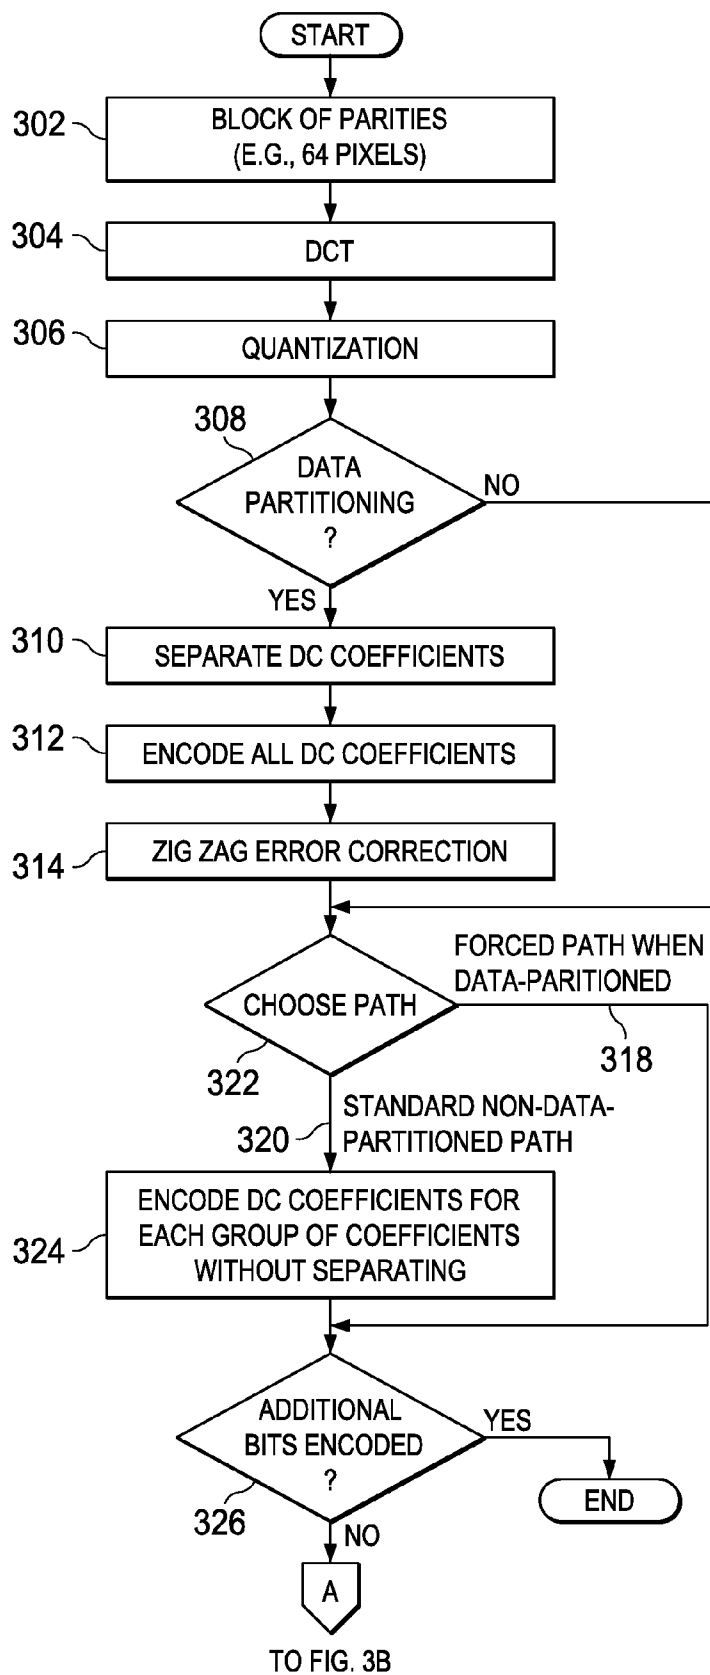 START
302
BLOCK OF PARITIES
(E.G., 64 PIXELS)
304
DCT
306
QUANTIZATION
308
DATA
PARTITIONING
?
NO
YES
310
SEPARATE DC COEFFICIENTS
312
ENCODE ALL DC COEFFICIENTS
314
ZIG ZAG ERROR CORRECTION
FORCED PATH WHEN
DATA-PARITIONED
CHOOSE PATH
318
322
320
STANDARD NON-DATA-
PARTITIONED PATH
324
ENCODE DC COEFFICIENTS FOR
EACH GROUP OF COEFFICIENTS
WITHOUT SEPARATING
ADDITIONAL
BITS ENCODED
?
YES
326
END
NO
A
TO FIG. 3B